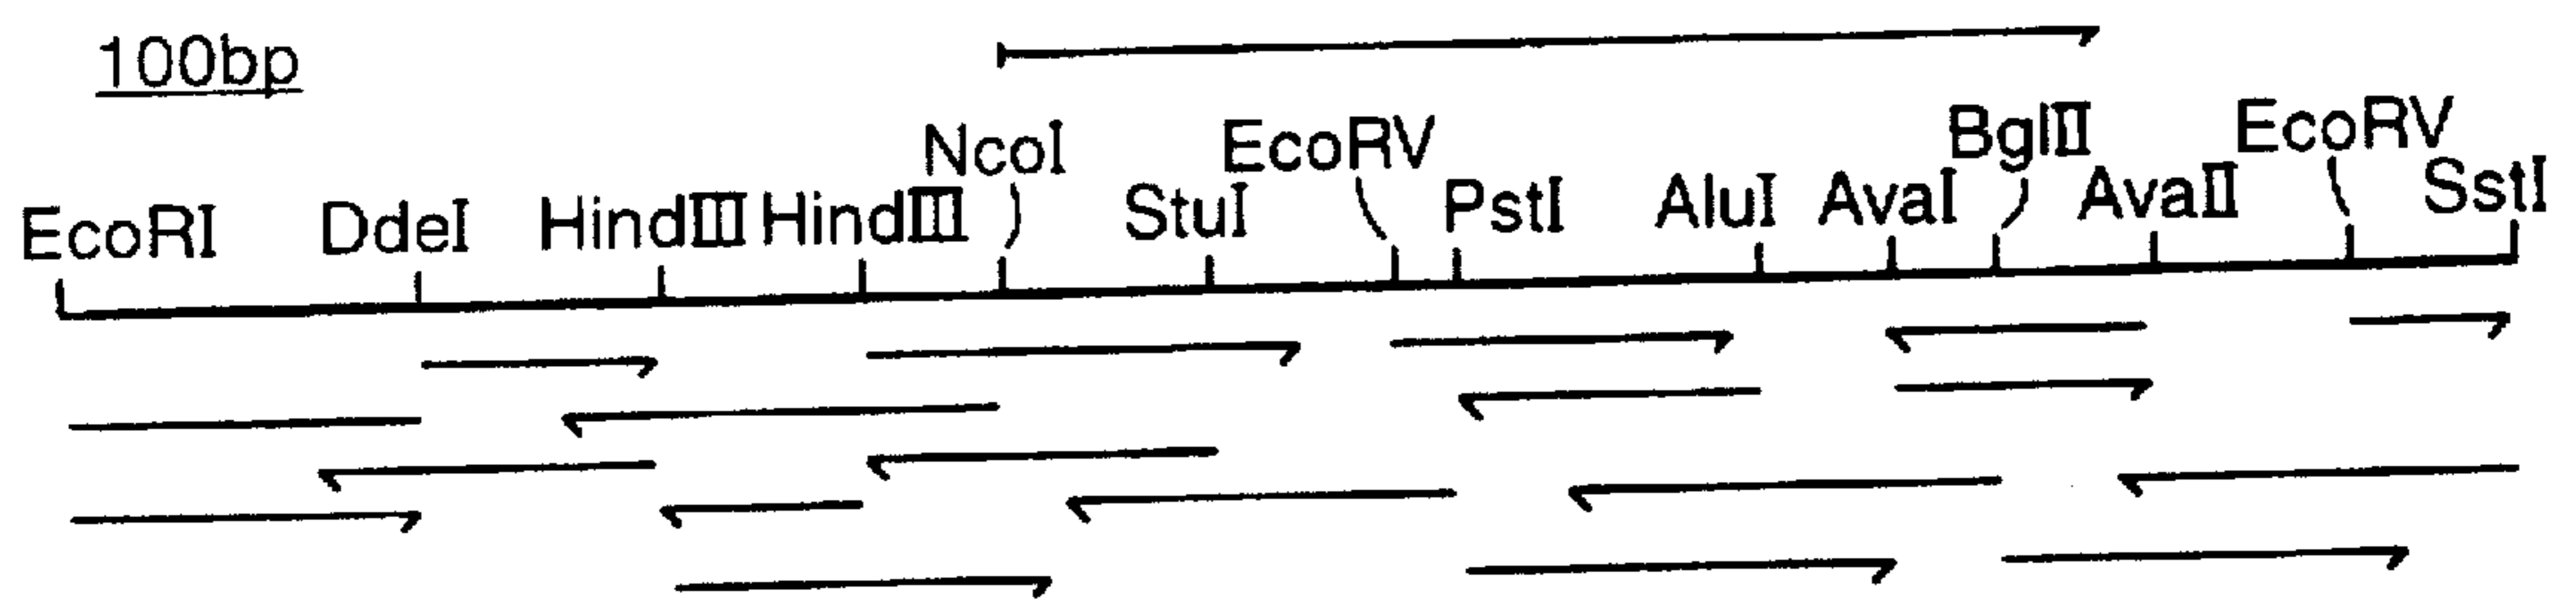 100bp
NcoI EcoRV BglII EcoRV
EcoRI DdeI HindIII HindIII StuI PstI AluI AvaI AvaII SstI